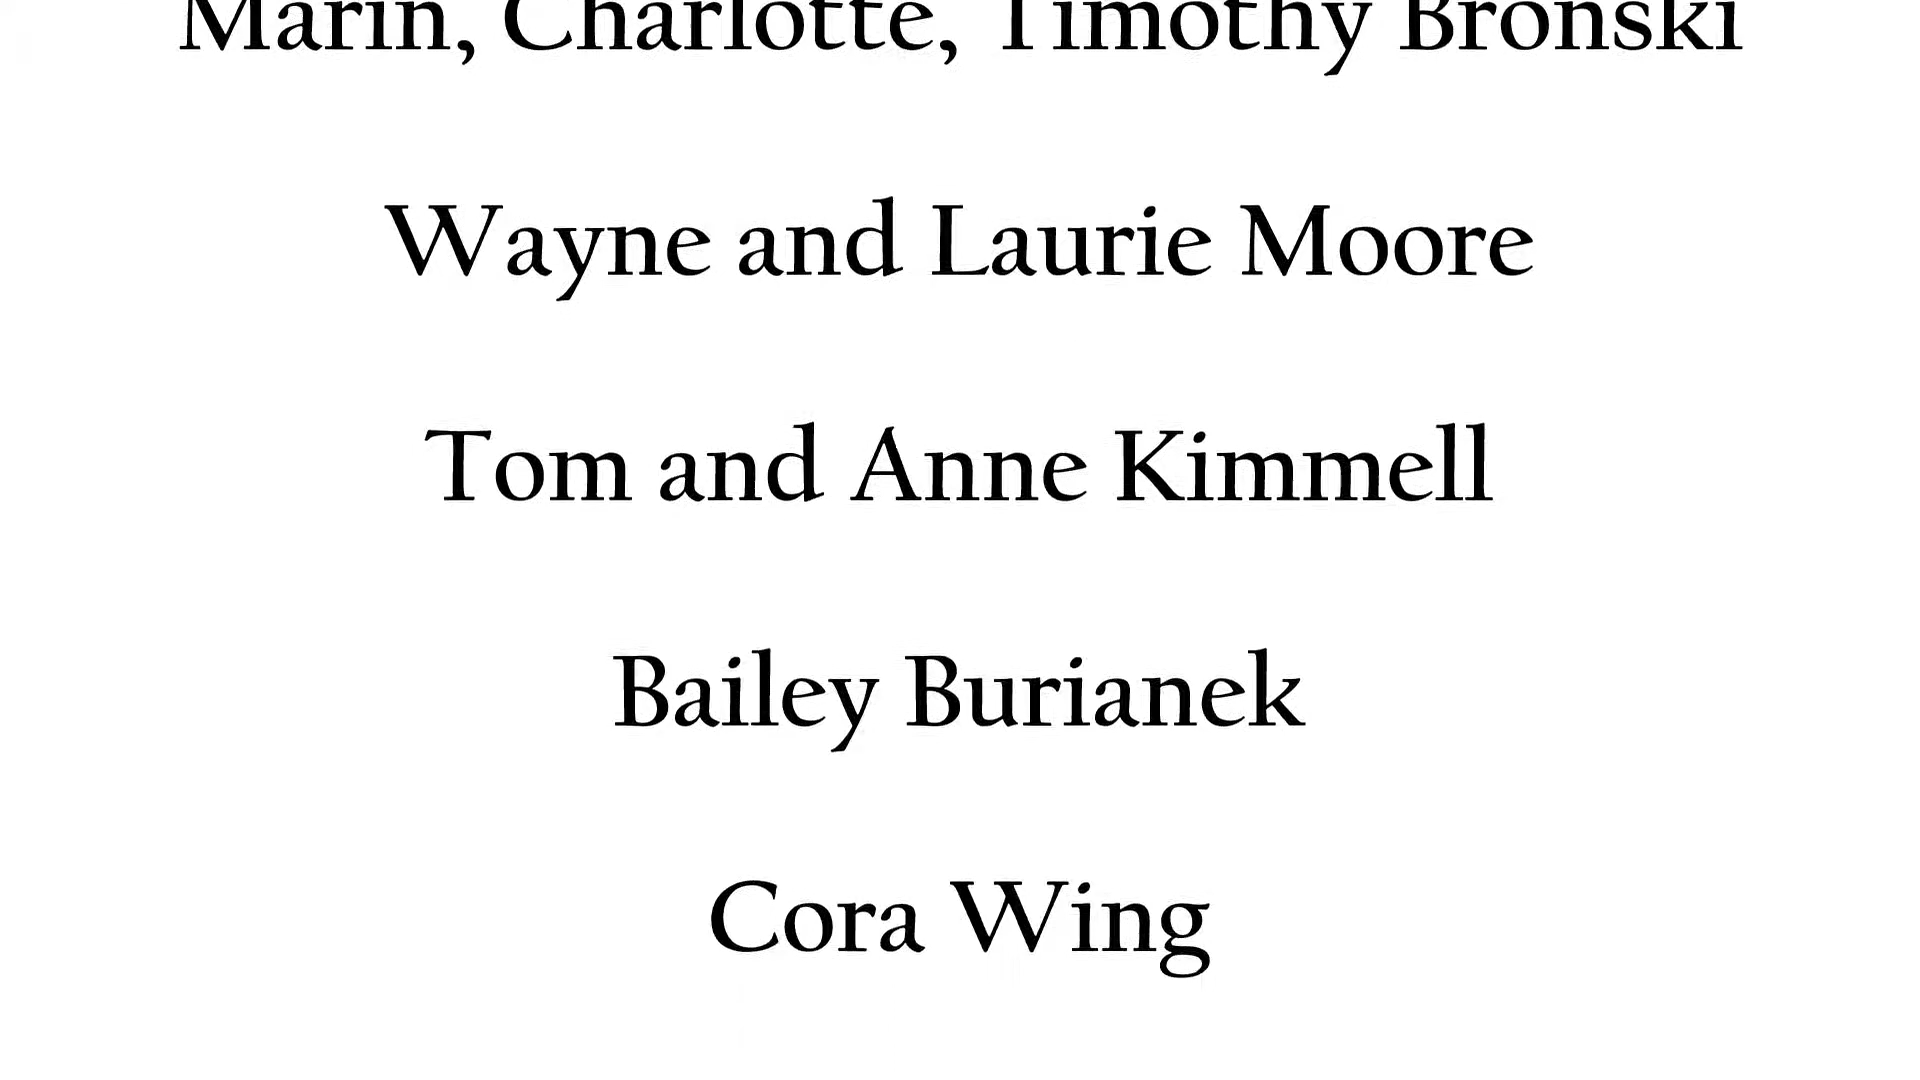 Marin, Charlotte, Timothy Bronski
Wayne and Laurie Moore
Tom and Anne Kimmell
Bailey Burianek
Cora Wing